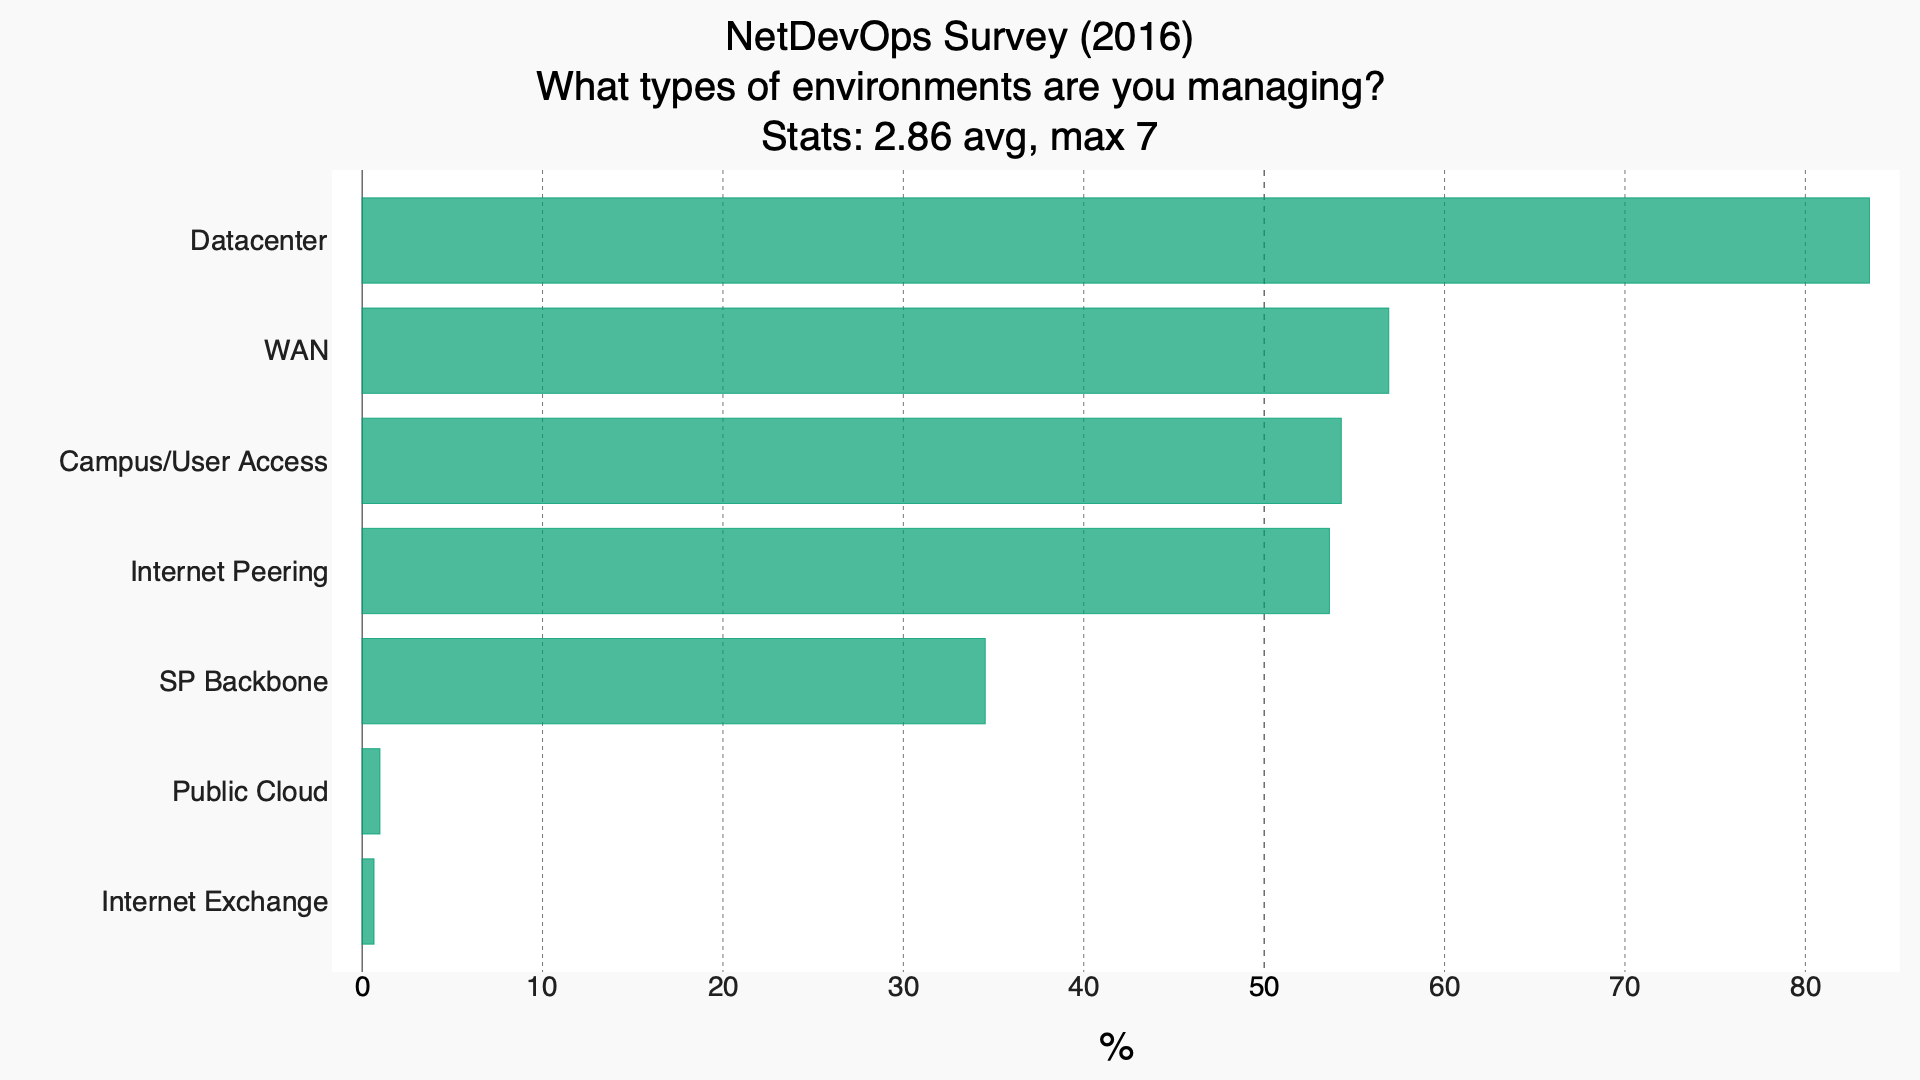 NetDevOps Survey (2016)
What types of environments are you managing?
Stats: 2.86 avg, max 7
Datacenter
WAN
Campus/User Access
Internet Peering
SP Backbone
Public Cloud
Internet Exchange
0 10 20 30 40 50 60 70 80
%